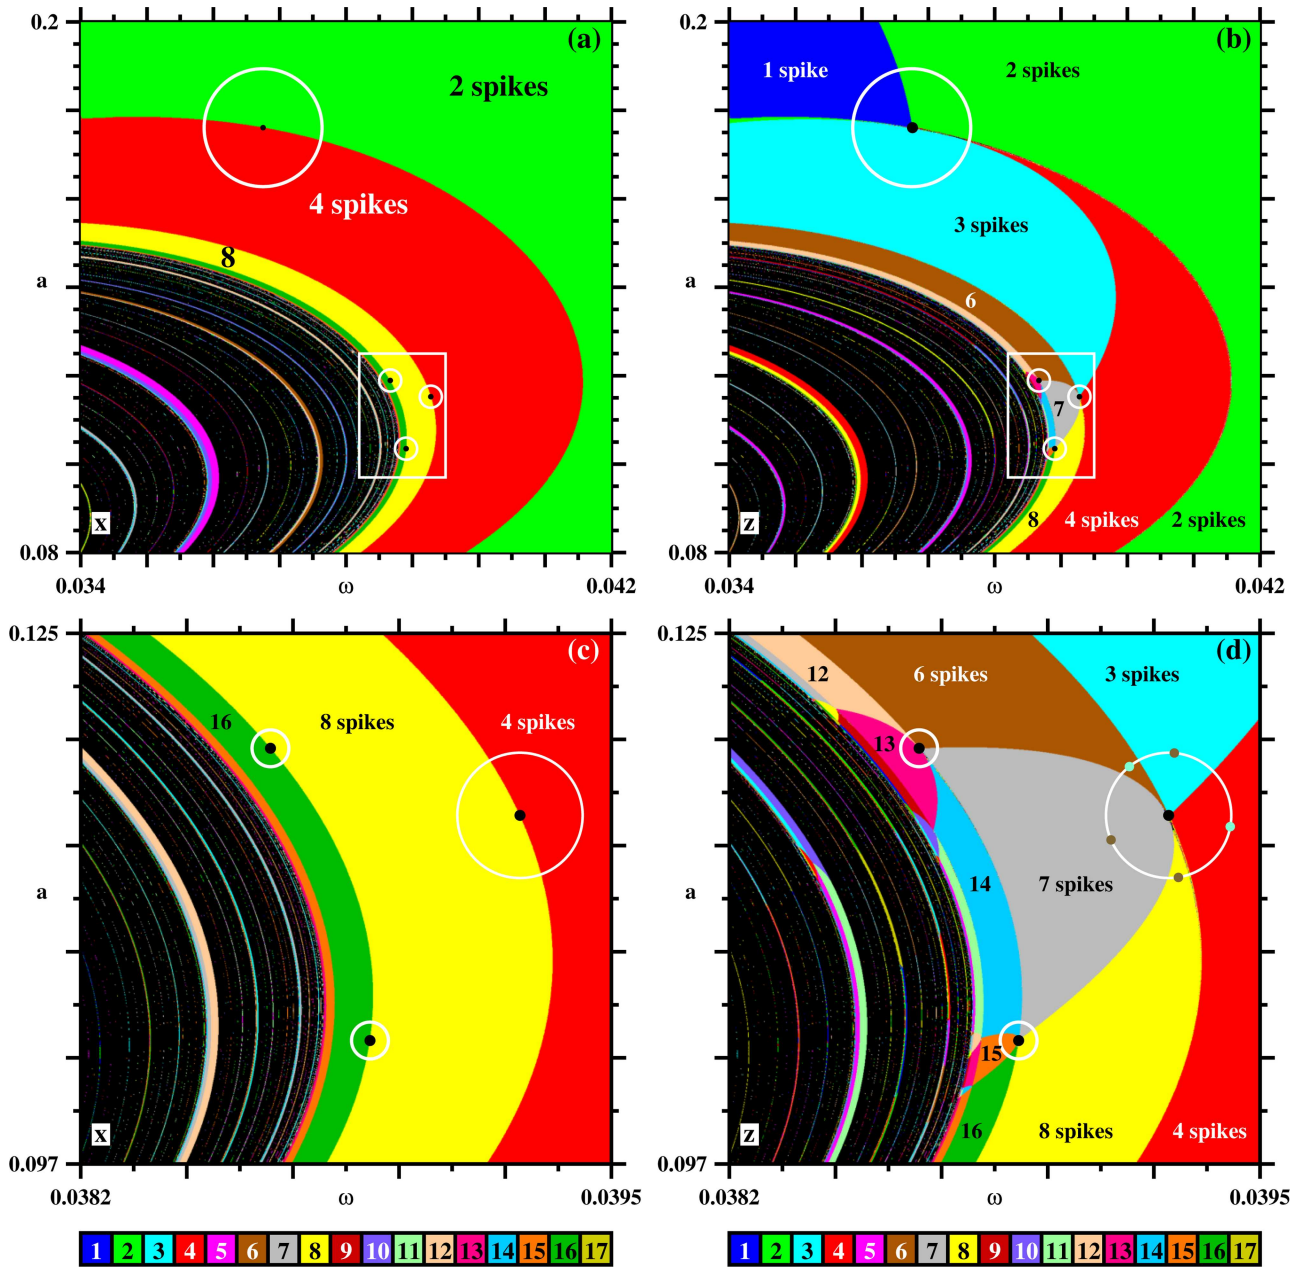 0.2
(a)
2 spikes
4 spikes
8
a
x
0.08
0.034
ω
0.042
0.2
(b)
1 spike
2 spikes
3 spikes
6
a
7
8
4 spikes
2 spikes
z
0.08
0.034
ω
0.042
0.125
(c)
16
8 spikes
4 spikes
a
x
0.097
0.0382
ω
0.0395
0.125
(d)
12
6 spikes
3 spikes
13
14
7 spikes
a
15
16
8 spikes
4 spikes
z
0.097
0.0382
ω
0.0395
1 2 3 4 5 6 7 8 9 10 11 12 13 14 15 16 17
1 2 3 4 5 6 7 8 9 10 11 12 13 14 15 16 17